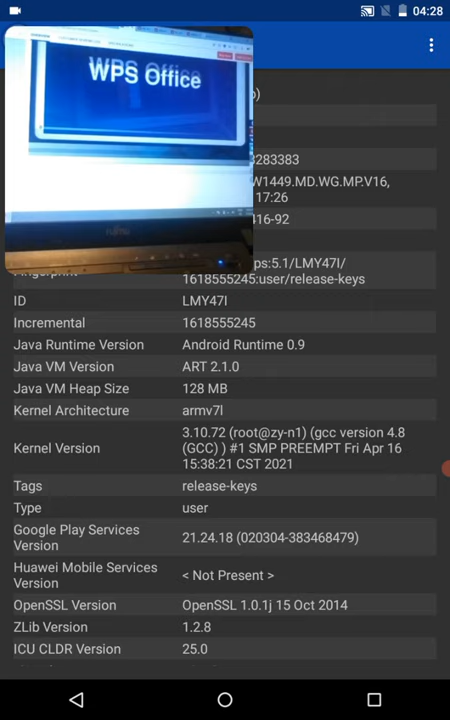 04:28
WPS Office
FUJITSU
283383
W1449.MD.WG.MP.V16,
17:26
416-92
ps:5.1/LMY47I/
1618555245:user/release-keys
ID LMY47I
Incremental 1618555245
Java Runtime Version Android Runtime 0.9
Java VM Version ART 2.1.0
Java VM Heap Size 128 MB
Kernel Architecture armv7l
Kernel Version 3.10.72 (root@zy-n1) (gcc version 4.8
(GCC) ) #1 SMP PREEMPT Fri Apr 16
15:38:21 CST 2021
Tags release-keys
Type user
Google Play Services
Version 21.24.18 (020304-383468479)
Huawei Mobile Services
Version < Not Present >
OpenSSL Version OpenSSL 1.0.1j 15 Oct 2014
ZLib Version 1.2.8
ICU CLDR Version 25.0